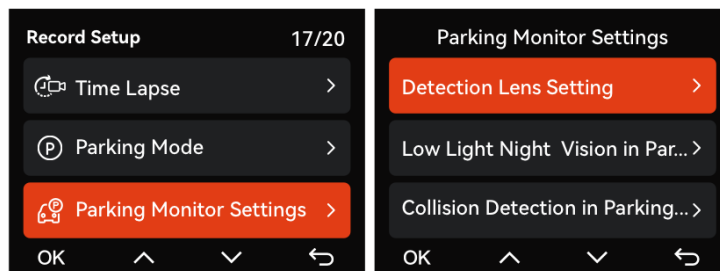 Record Setup 17/20
Time Lapse
Parking Mode
Parking Monitor Settings
OK
Parking Monitor Settings
Detection Lens Setting
Low Light Night Vision in Par...
Collision Detection in Parking...
OK